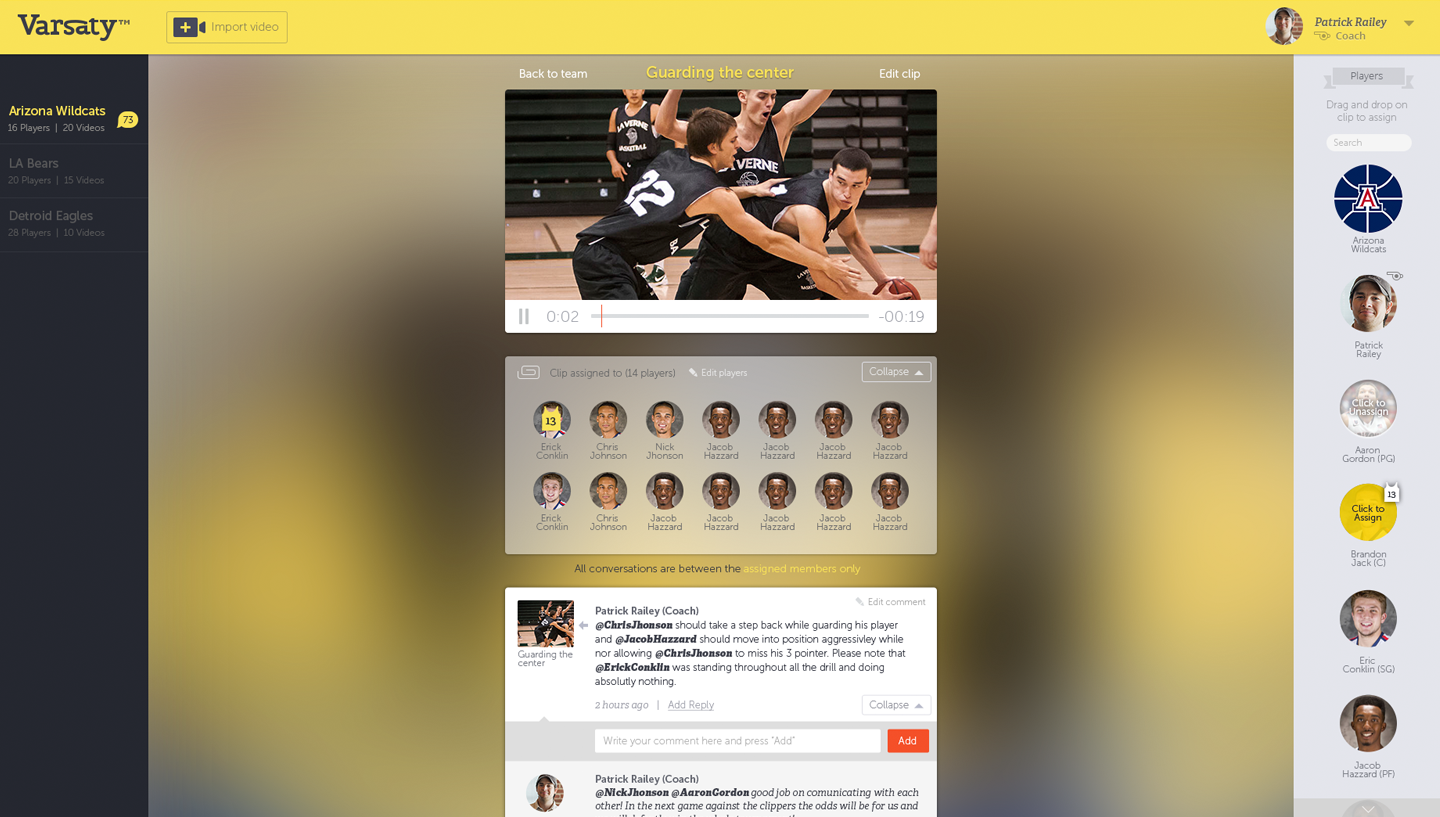 Varsaty™
Import video
Patrick Railey
Coach
Arizona Wildcats
16 Players | 20 Videos
73
LA Bears
20 Players | 15 Videos
Detroid Eagles
28 Players | 10 Videos
Back to team
Guarding the center
Edit clip
LAVERNE
BASKETBALL
LA VERNE
12
0:02
-00:19
Clip assigned to (14 players)
Edit players
Collapse
13
Erick
Conklin
Chris
Johnson
Nick
Jhonson
Jacob
Hazzard
Jacob
Hazzard
Jacob
Hazzard
Jacob
Hazzard
Erick
Conklin
Chris
Johnson
Jacob
Hazzard
Jacob
Hazzard
Jacob
Hazzard
Jacob
Hazzard
Jacob
Hazzard
All conversations are between the assigned members only
Guarding the
center
Edit comment
Patrick Railey (Coach)
@ChrisJhonson should take a step back while guarding his player
and @JacobHazzard should move into position aggressivley while
nor allowing @ChrisJhonson to miss his 3 pointer. Please note that
@ErickConklin was standing throughout all the drill and doing
absolutly nothing.
2 hours ago | Add Reply
Collapse
Write your comment here and press "Add"
Add
Patrick Railey (Coach)
@NickJhonson @AaronGordon good job on comunicating with each
other! In the next game against the clippers the odds will be for us and
Players
Drag and drop on
clip to assign
Search
A
Arizona
Wildcats
Patrick
Railey
Click to
Unassign
Aaron
Gordon (PG)
13
Click to
Assign
Brandon
Jack (C)
Eric
Conklin (SG)
Jacob
Hazzard (PF)